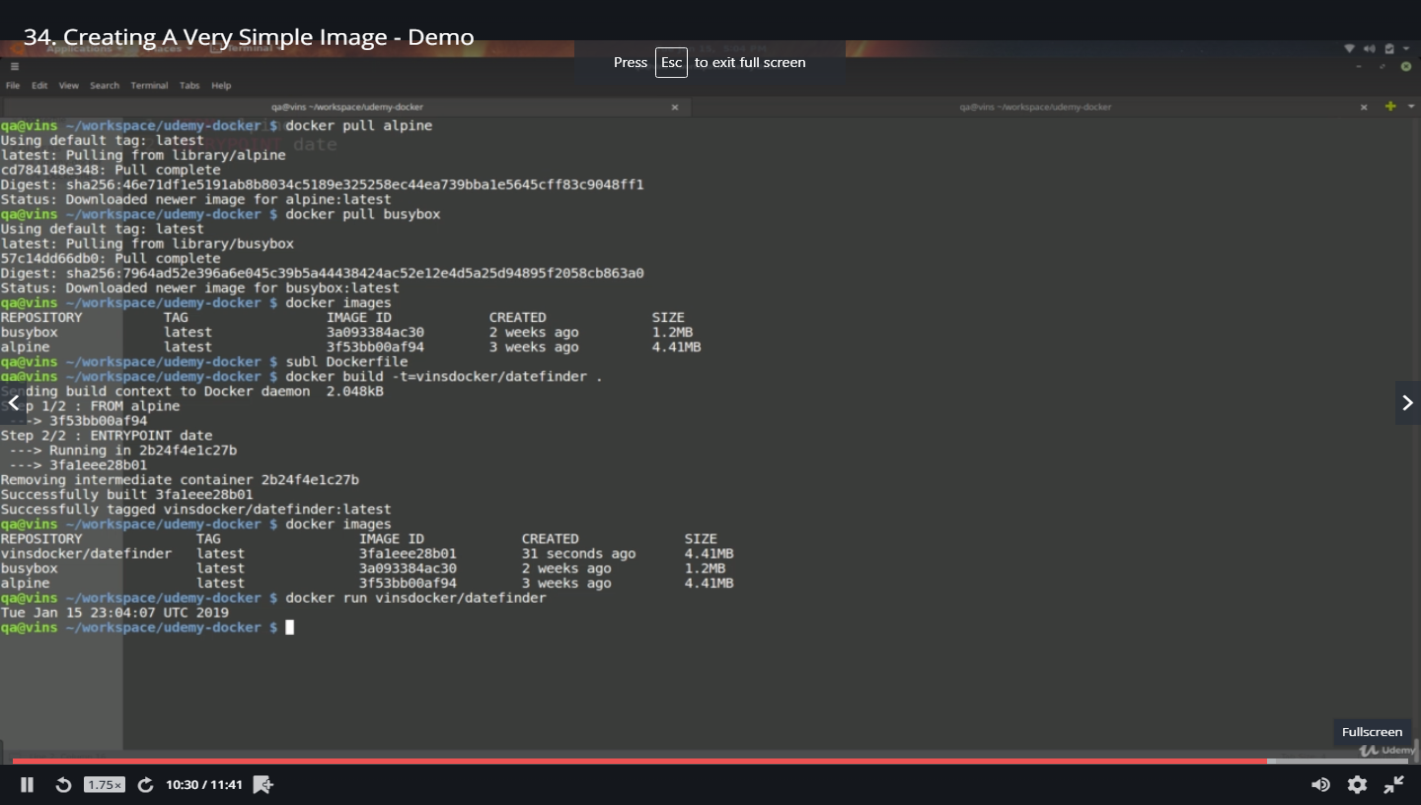 34. Creating A Very Simple Image - Demo
Applications
Terminal
Press Esc to exit full screen
File Edit View Search Terminal Tabs Help
qa@vins ~/workspace/udemy-docker
qa@vins ~/workspace/udemy-docker
qa@vins ~/workspace/udemy-docker $ docker pull alpine
Using default tag: latest
date
latest: Pulling from library/alpine
cd784148e348: Pull complete
Digest: sha256:46e71df1e5191ab8b8034c5189e325258ec44ea739bba1e5645cff83c9048ff1
Status: Downloaded newer image for alpine:latest
qa@vins ~/workspace/udemy-docker $ docker pull busybox
Using default tag: latest
latest: Pulling from library/busybox
57c14dd66db0: Pull complete
Digest: sha256:7964ad52e396a6e045c39b5a44438424ac52e12e4d5a25d94895f2058cb863a0
Status: Downloaded newer image for busybox:latest
qa@vins ~/workspace/udemy-docker $ docker images
REPOSITORY TAG IMAGE ID CREATED SIZE
busybox latest 3a093384ac30 2 weeks ago 1.2MB
alpine latest 3f53bb00af94 3 weeks ago 4.41MB
qa@vins ~/workspace/udemy-docker $ subl Dockerfile
qa@vins ~/workspace/udemy-docker $ docker build -t=vinsdocker/datefinder .
Sending build context to Docker daemon 2.048kB
Step 1/2 : FROM alpine
---> 3f53bb00af94
Step 2/2 : ENTRYPOINT date
---> Running in 2b24f4e1c27b
---> 3fa1eee28b01
Removing intermediate container 2b24f4e1c27b
Successfully built 3fa1eee28b01
Successfully tagged vinsdocker/datefinder:latest
qa@vins ~/workspace/udemy-docker $ docker images
REPOSITORY TAG IMAGE ID CREATED SIZE
vinsdocker/datefinder latest 3fa1eee28b01 31 seconds ago 4.41MB
busybox latest 3a093384ac30 2 weeks ago 1.2MB
alpine latest 3f53bb00af94 3 weeks ago 4.41MB
qa@vins ~/workspace/udemy-docker $ docker run vinsdocker/datefinder
Tue Jan 15 23:04:07 UTC 2019
qa@vins ~/workspace/udemy-docker $
Fullscreen
Udemy
1.75× 10:30 / 11:41